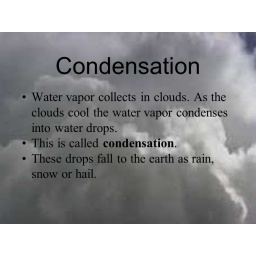 Condensation
• Water vapor collects in clouds. As the
clouds cool the water vapor condenses
into water drops.
• This is called condensation.
• These drops fall to the earth as rain,
snow or hail.